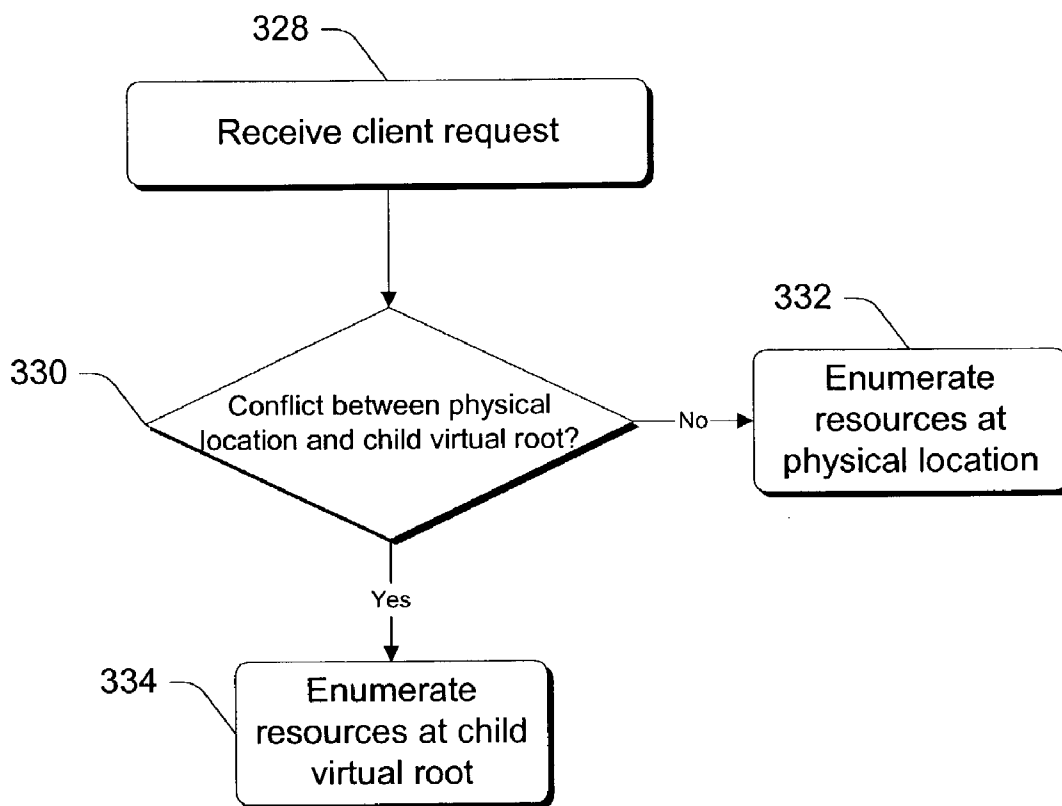 328
Receive client request
332
330
Conflict between physical
location and child virtual root?
No
Enumerate
resources at
physical location
Yes
334
Enumerate
resources at child
virtual root